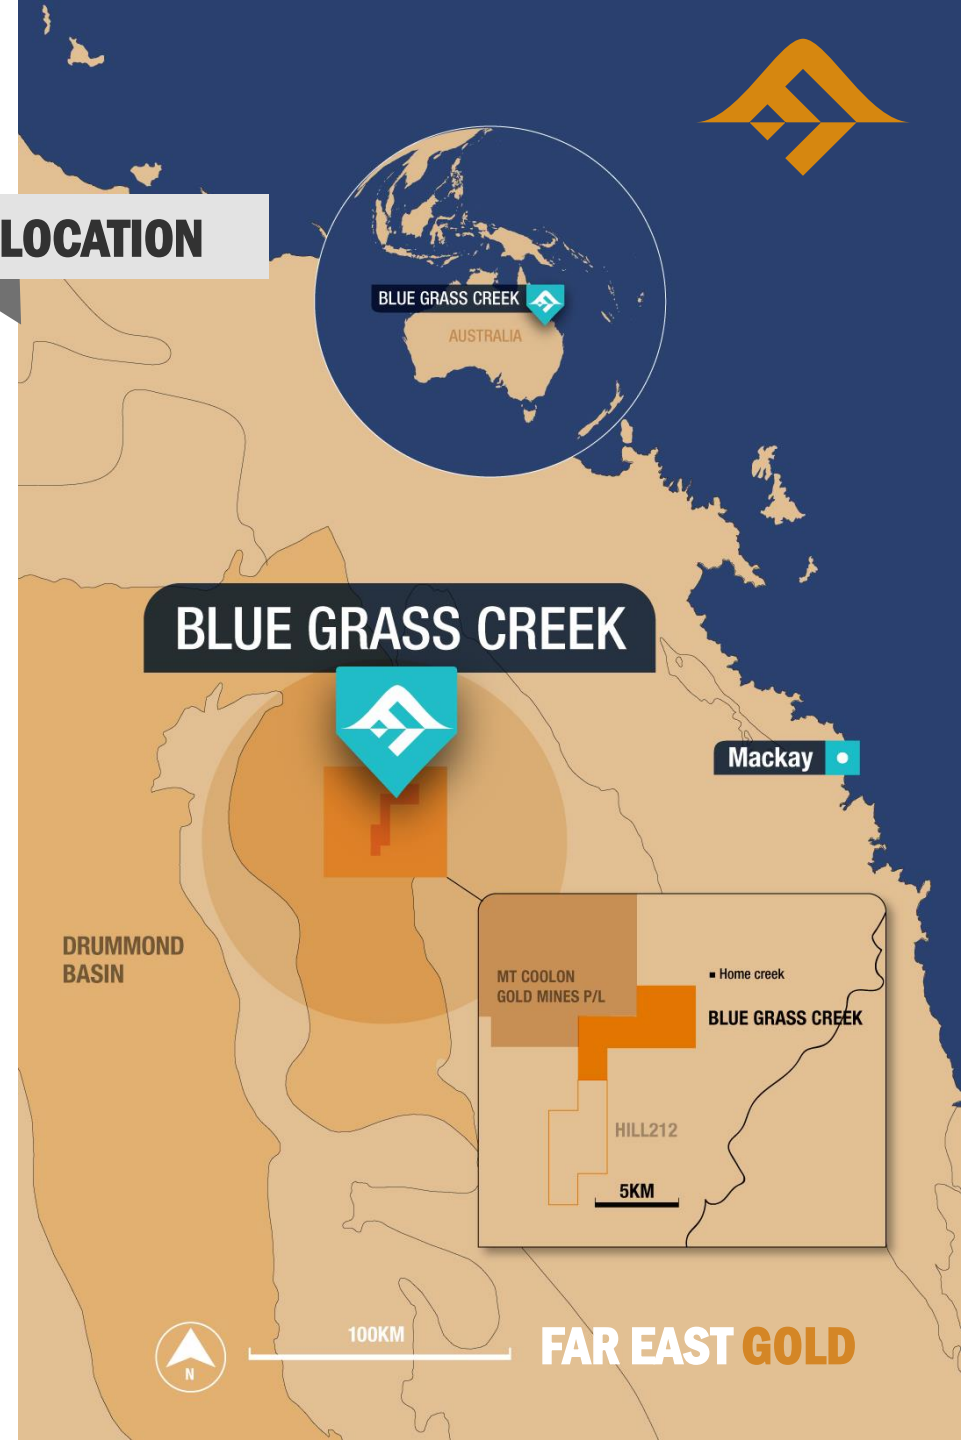 LOCATION
BLUE GRASS CREEK
AUSTRALIA
BLUE GRASS CREEK
Mackay
DRUMMOND
BASIN
MT COOLON
GOLD MINES P/L
Home creek
BLUE GRASS CREEK
HILL212
5KM
N
100KM
FAR EAST GOLD